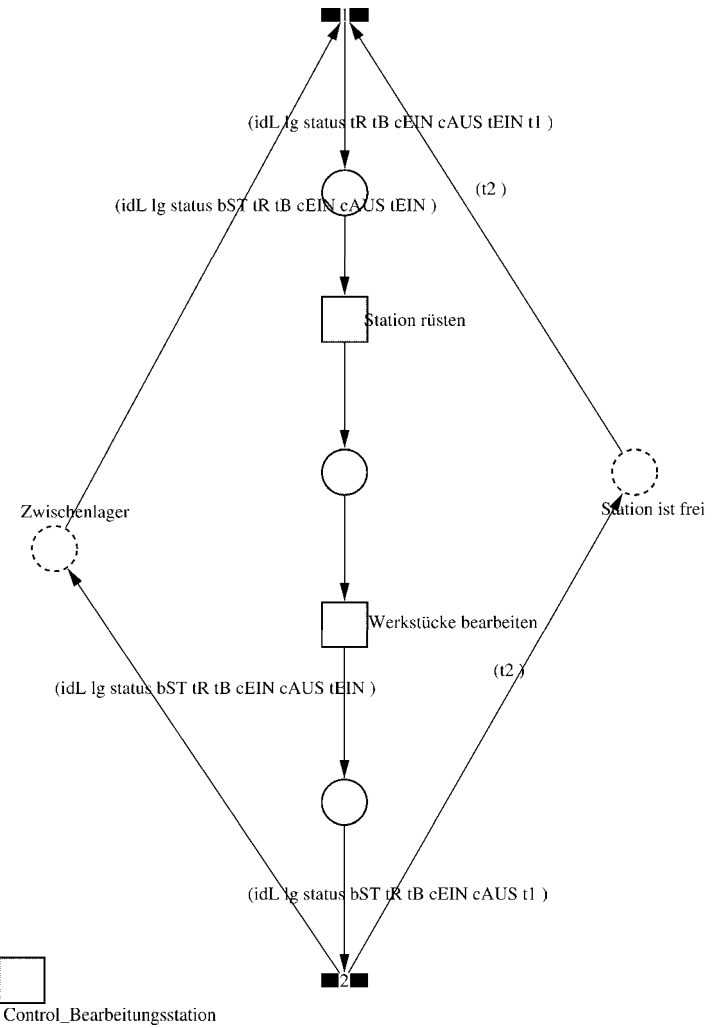 1
(idL lg status tR tB cEIN cAUS tEIN t1 )
(t2 )
(idL lg status bST tR tB cEIN cAUS tEIN )
Station rüsten
Zwischenlager
Station ist frei
Werkstücke bearbeiten
(t2 )
(idL lg status bST tR tB cEIN cAUS tEIN )
(idL lg status bST tR tB cEIN cAUS t1 )
2
Control_Bearbeitungsstation